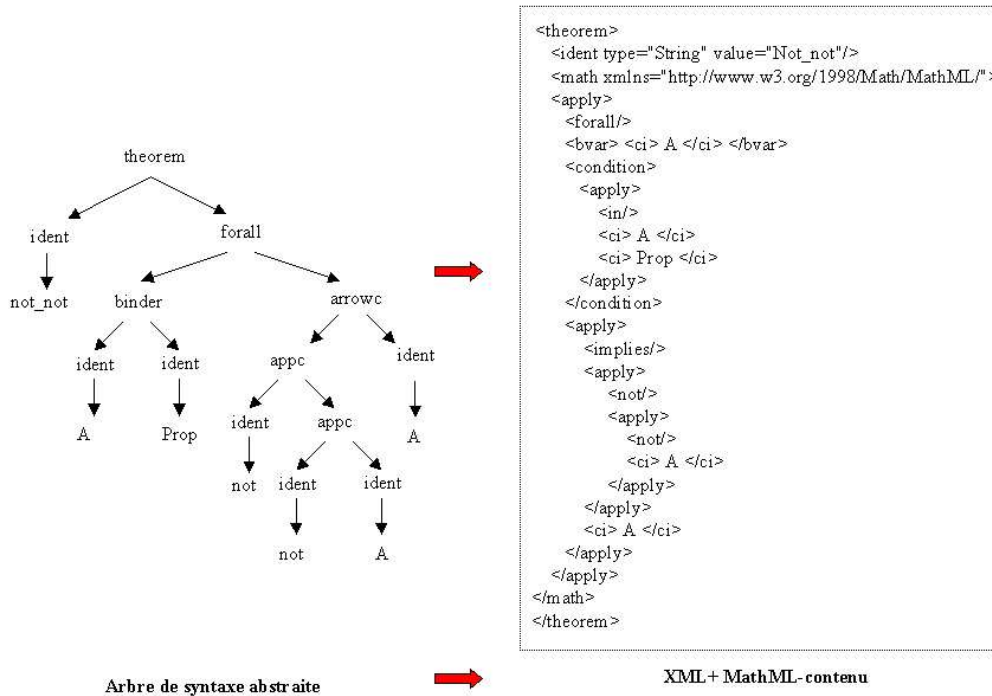 theorem
ident forall
not_not binder arrowc
ident ident appc ident
A Prop ident appc A
not ident ident
not A
<theorem>
<ident type="String" value="Not_not"/>
<math xmlns="http://www.w3.org/1998/Math/MathML/">
<apply>
<forall/>
<bvar> <ci> A </ci> </bvar>
<condition>
<apply>
<in/>
<ci> A </ci>
<ci> Prop </ci>
</apply>
</condition>
<apply>
<implies/>
<apply>
<not/>
<apply>
<not/>
<ci> A </ci>
</apply>
</apply>
<ci> A </ci>
</apply>
</apply>
</math>
</theorem>
Arbre de syntaxe abstraite
XML+ MathML-contenu